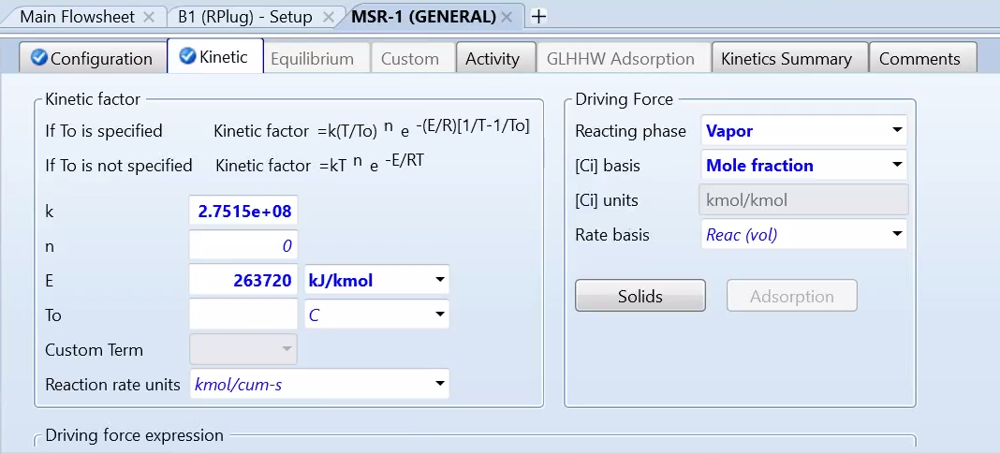 Main Flowsheet × B1 (RPlug) - Setup × MSR-1 (GENERAL) × +
Configuration Kinetic Equilibrium Custom Activity GLHHW Adsorption Kinetics Summary Comments
Kinetic factor
If To is specified Kinetic factor =k(T/To) n e -(E/R)[1/T-1/To]
If To is not specified Kinetic factor =kT n e -E/RT
k 2.7515e+08
n 0
E 263720 kJ/kmol
To C
Custom Term
Reaction rate units kmol/cum-s
Driving Force
Reacting phase Vapor
[Ci] basis Mole fraction
[Ci] units kmol/kmol
Rate basis Reac (vol)
Solids Adsorption
Driving force expression